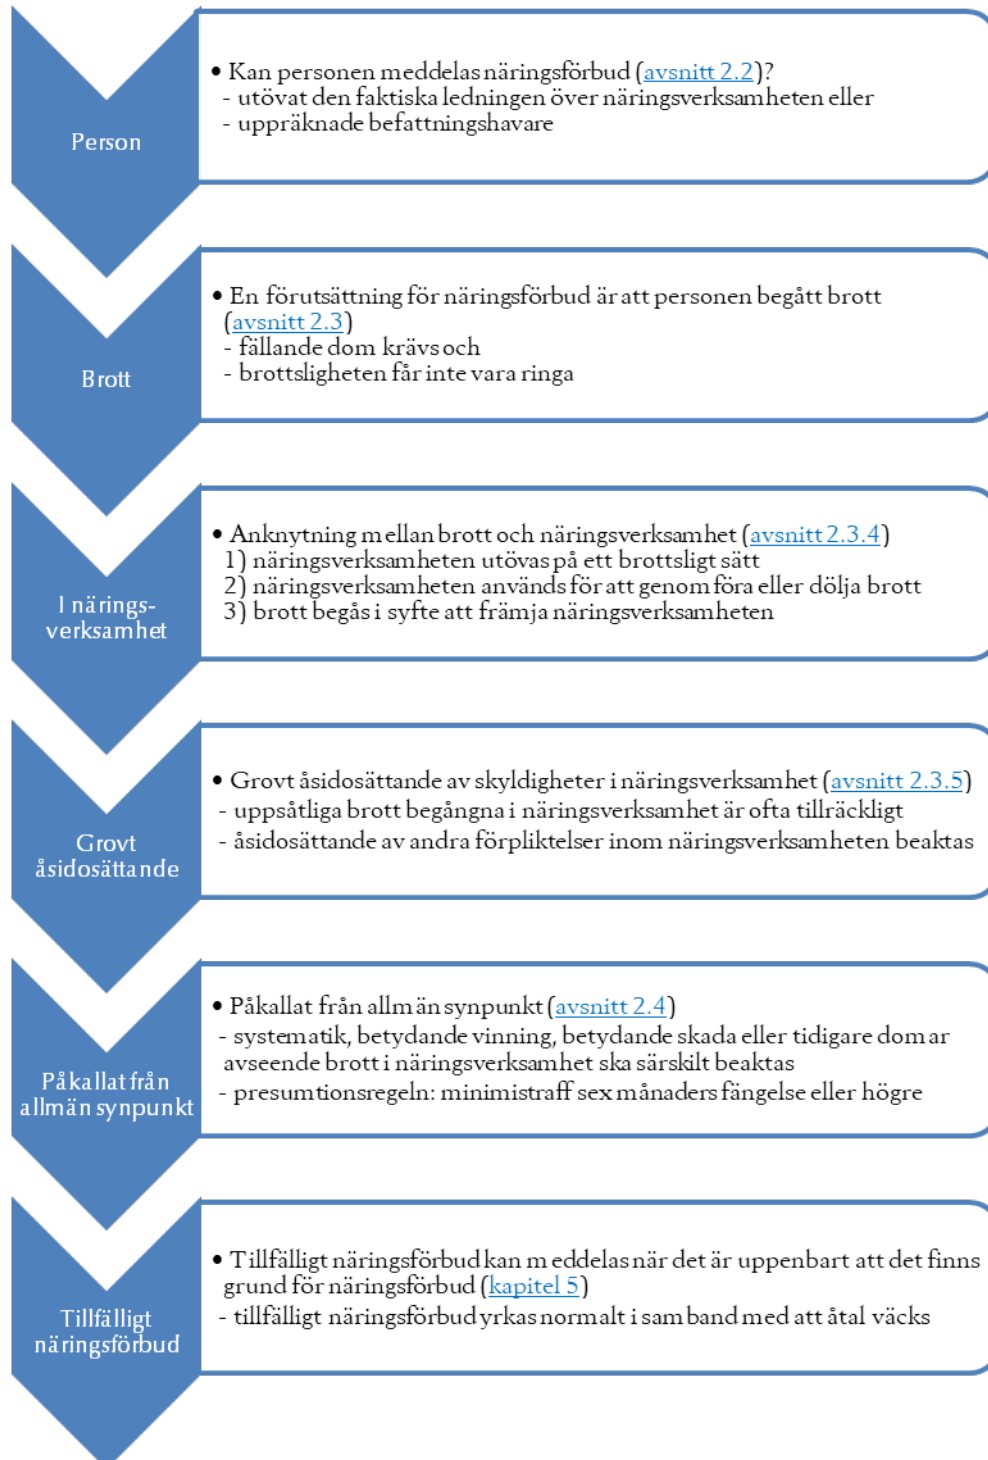 Person
• Kan personen meddelas näringsförbud (avsnitt 2.2)?
- utövat den faktiska ledningen över näringsverksamheten eller
- uppräknade befattningshavare
Brott
• En förutsättning för näringsförbud är att personen begått brott
(avsnitt 2.3)
- fällande dom krävs och
- brottsligheten får inte vara ringa
I närings-
verksamhet
• Anknytning mellan brott och näringsverksamhet (avsnitt 2.3.4)
1) näringsverksamheten utövas på ett brottsligt sätt
2) näringsverksamheten används för att genomföra eller dölja brott
3) brott begås i syfte att främja näringsverksamheten
Grovt
åsidosättande
• Grovt åsidosättande av skyldigheter i näringsverksamhet (avsnitt 2.3.5)
- uppsåtliga brott begångna i näringsverksamhet är ofta tillräckligt
- åsidosättande av andra förpliktelser inom näringsverksamheten beaktas
Påkallat från
allmän synpunkt
• Påkallat från allmän synpunkt (avsnitt 2.4)
- systematik, betydande vinning, betydande skada eller tidigare domar
avseende brott i näringsverksamhet ska särskilt beaktas
- presumtionsregeln: minimistraff sex månaders fängelse eller högre
Tillfälligt
näringsförbud
• Tillfälligt näringsförbud kan meddelas när det är uppenbart att det finns
grund för näringsförbud (kapitel 5)
- tillfälligt näringsförbud yrkas normalt i samband med att åtal väcks